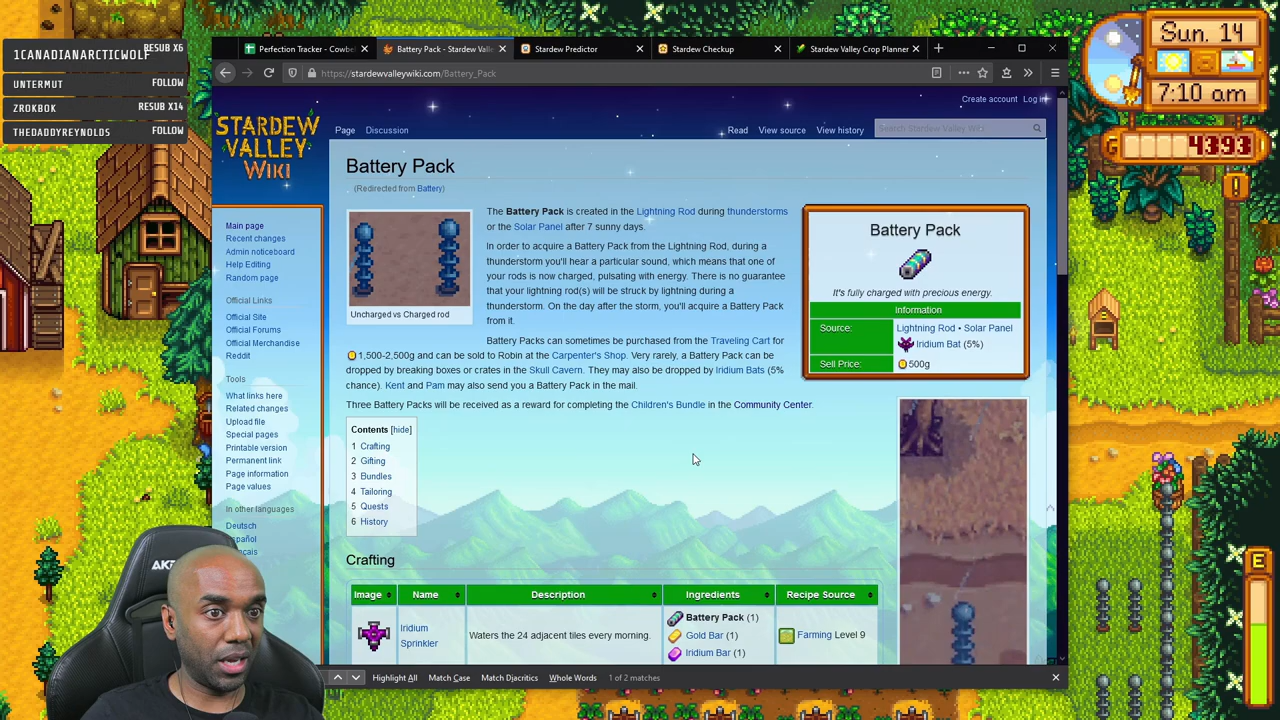 1CANADIANARCTICWOLF RESUB X6
UNTERMUT FOLLOW
ZROKBOK RESUB X14
THEDADDYREYNOLDS FOLLOW
Perfection Tracker - Cowbel
Battery Pack - Stardew Valle
Stardew Predictor
Stardew Checkup
Stardew Valley Crop Planner
https://stardewvalleywiki.com/Battery_Pack
Sun. 14
7:10 am
4393
Create account Log in
STARDEW
VALLEY
WIKI
Page Discussion Read View source View history Search Stardew Valley Wiki
Main page
Recent changes
Admin noticeboard
Help Editing
Random page
Official Links
Official Site
Official Forums
Official Merchandise
Reddit
Tools
What links here
Related changes
Upload file
Special pages
Printable version
Permanent link
Page information
Page values
In other languages
Deutsch
Battery Pack
(Redirected from Battery)
Uncharged vs Charged rod
The Battery Pack is created in the Lightning Rod during thunderstorms
or the Solar Panel after 7 sunny days.
In order to acquire a Battery Pack from the Lightning Rod, during a
thunderstorm you'll hear a particular sound, which means that one of
your rods is now charged, pulsating with energy. There is no guarantee
that your lightning rod(s) will be struck by lightning during a
thunderstorm. On the day after the storm, you'll acquire a Battery Pack
from it.
Battery Packs can sometimes be purchased from the Traveling Cart for
1,500-2,500g and can be sold to Robin at the Carpenter's Shop. Very rarely, a Battery Pack can be
dropped by breaking boxes or crates in the Skull Cavern. They may also be dropped by Iridium Bats (5%
chance). Kent and Pam may also send you a Battery Pack in the mail.
Three Battery Packs will be received as a reward for completing the Children's Bundle in the Community Center.
Battery Pack
It's fully charged with precious energy.
Information
Source: Lightning Rod • Solar Panel
Iridium Bat (5%)
Sell Price: 500g
Contents [hide]
1 Crafting
2 Gifting
3 Bundles
4 Tailoring
5 Quests
6 History
Crafting
Image Name Description Ingredients Recipe Source
Iridium
Sprinkler
Waters the 24 adjacent tiles every morning.
Battery Pack (1)
Gold Bar (1)
Iridium Bar (1)
Farming Level 9
Highlight All Match Case Match Diacritics Whole Words 1 of 2 matches
E